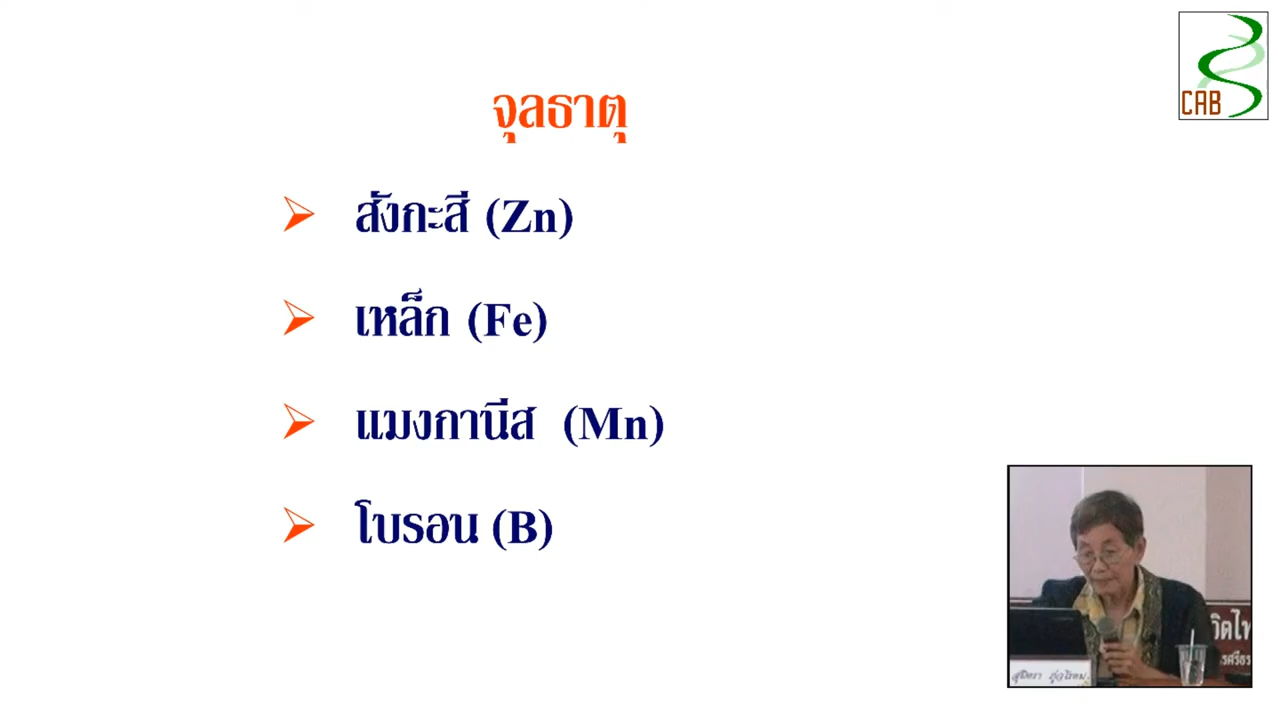 CAB
จุลธาตุ
สังกะสี (Zn)
เหล็ก (Fe)
แมงกานีส (Mn)
โบรอน (B)